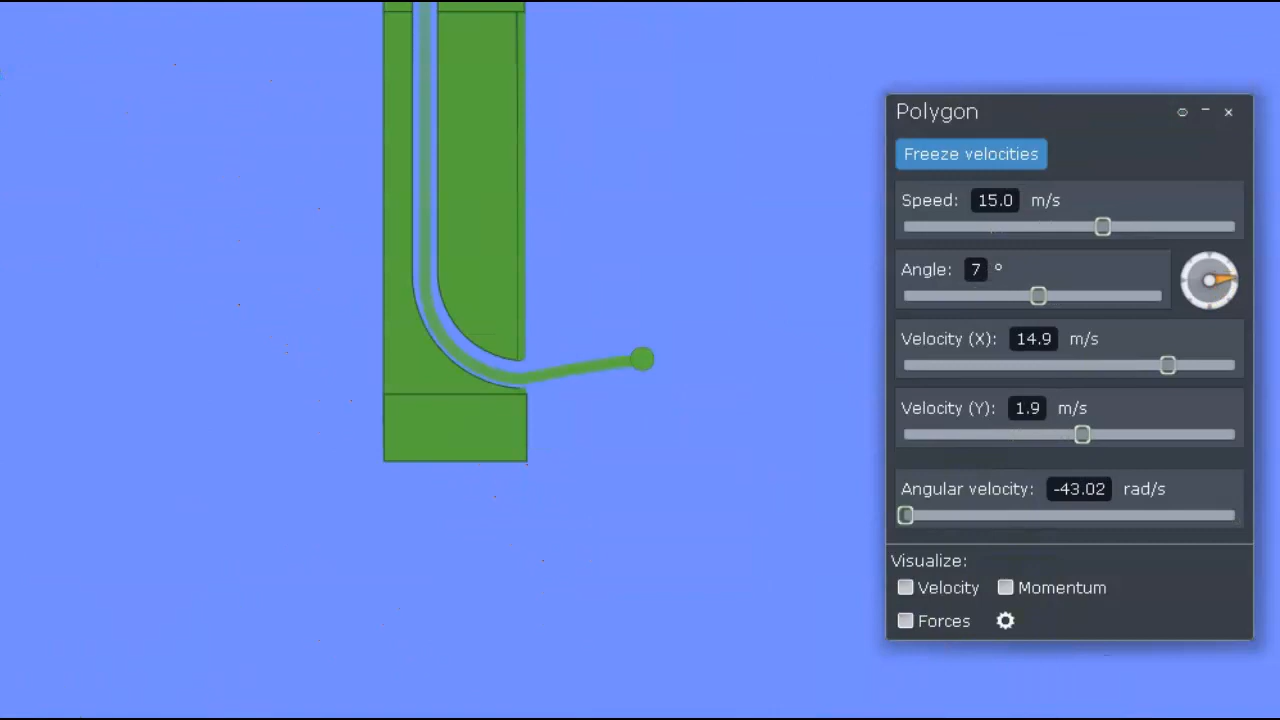 Polygon
Freeze velocities
Speed: 15.0 m/s
Angle: 7 °
Velocity (X): 14.9 m/s
Velocity (Y): 1.9 m/s
Angular velocity: -43.02 rad/s
Visualize:
Velocity Momentum
Forces